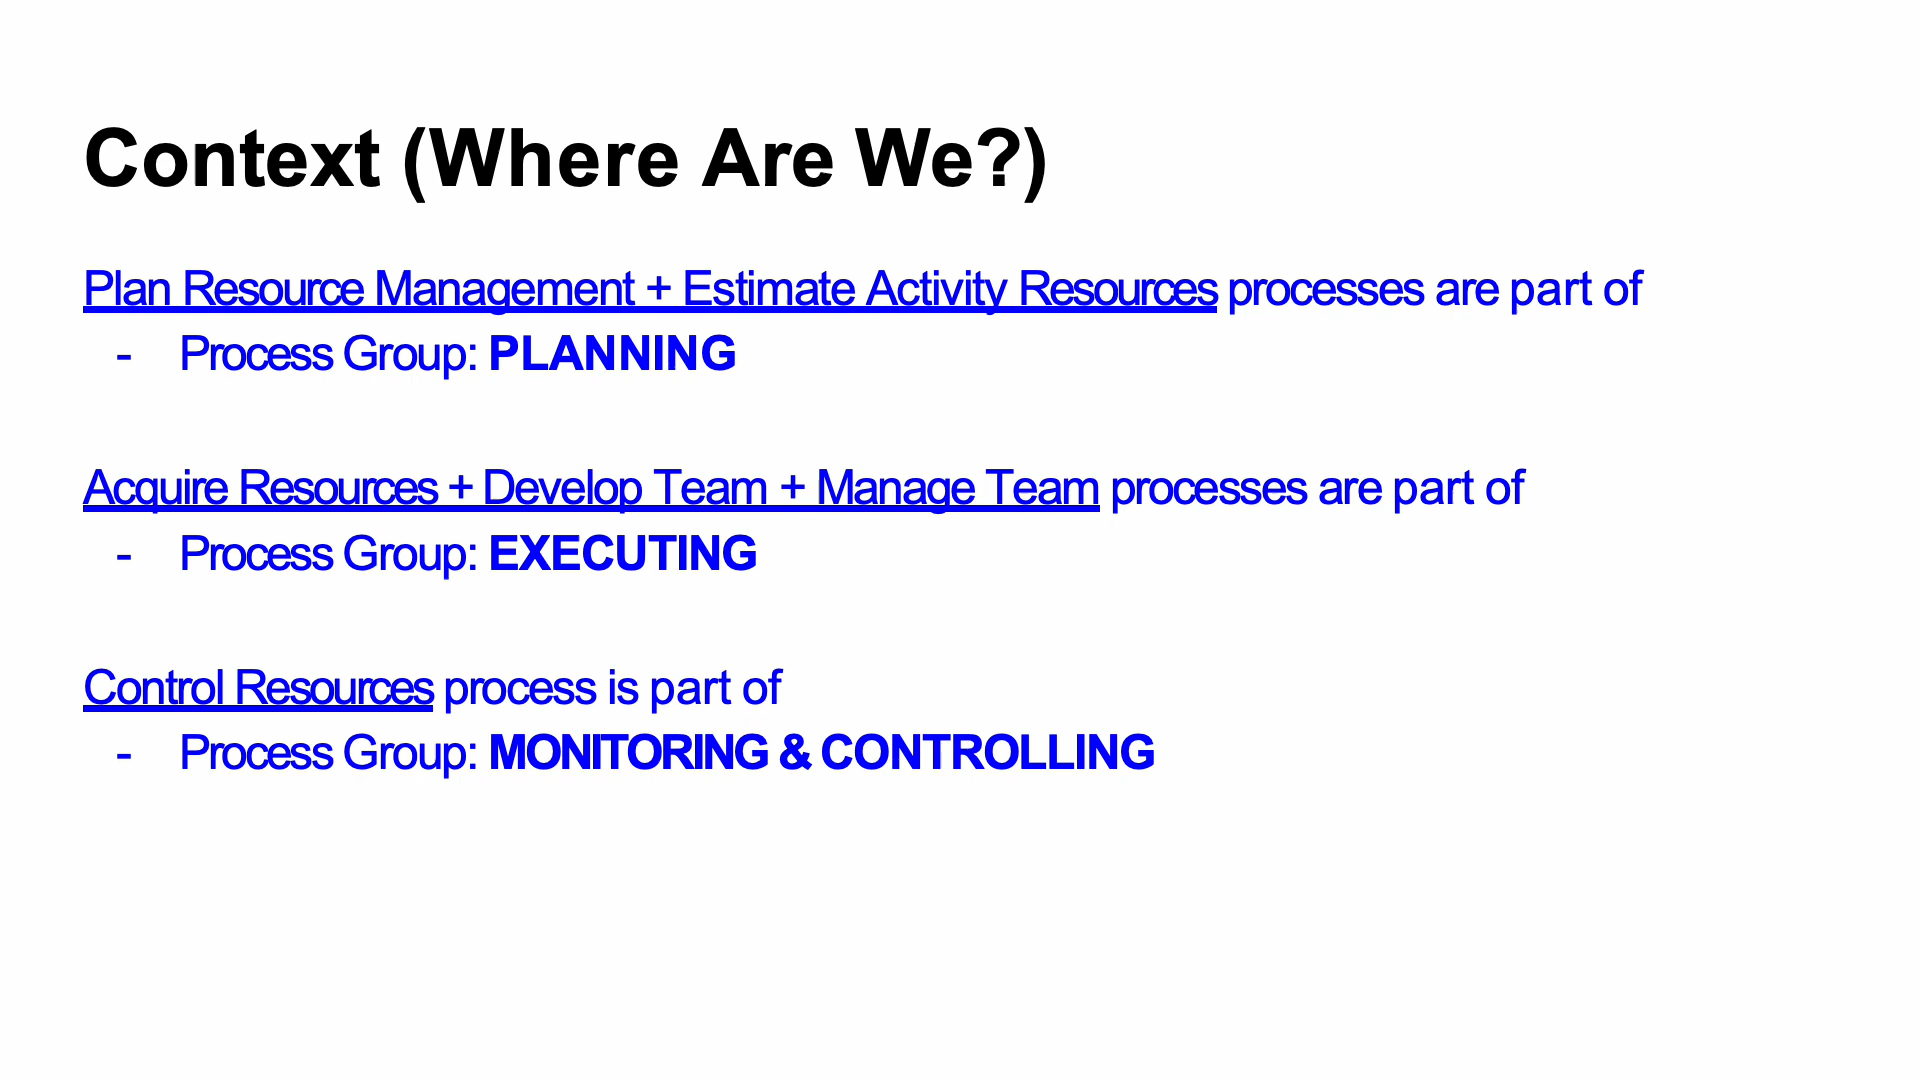 Context (Where Are We?)
Plan Resource Management + Estimate Activity Resources processes are part of
- Process Group: PLANNING
Acquire Resources + Develop Team + Manage Team processes are part of
- Process Group: EXECUTING
Control Resources process is part of
- Process Group: MONITORING & CONTROLLING